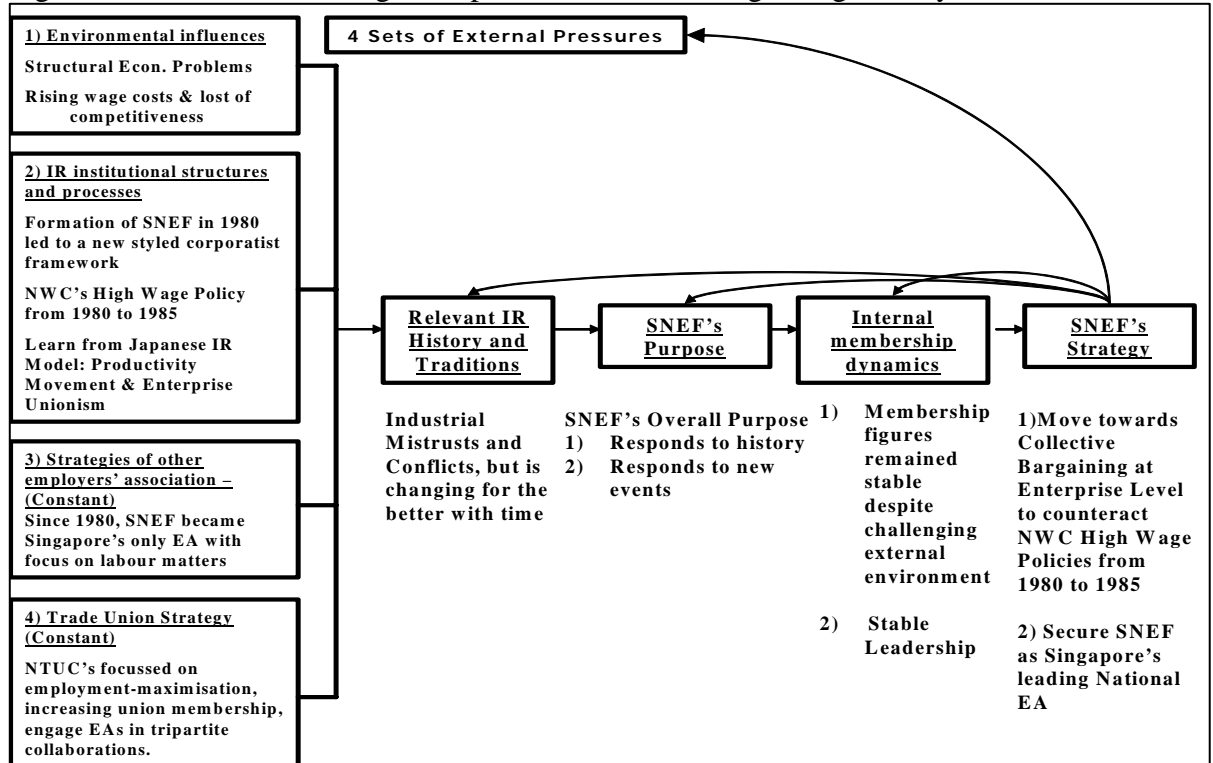 1) Environmental influences
Structural Econ. Problems
Rising wage costs & lost of
competitiveness
4 Sets of External Pressures
2) IR institutional structures
and processes
Formation of SNEF in 1980
led to a new styled corporatist
framework
NWC's High Wage Policy
from 1980 to 1985
Learn from Japanese IR
Model: Productivity
Movement & Enterprise
Unionism
3) Strategies of other
employers' association –
(Constant)
Since 1980, SNEF became
Singapore's only EA with
focus on labour matters
4) Trade Union Strategy
(Constant)
NTUC's focussed on
employment-maximisation,
increasing union membership,
engage EAs in tripartite
collaborations.
Relevant IR
History and
Traditions
Industrial
Mistrusts and
Conflicts, but is
changing for the
better with time
SNEF's
Purpose
SNEF's Overall Purpose
1) Responds to history
2) Responds to new
events
Internal
membership
dynamics
1) Membership
figures
remained
stable
despite
challenging
external
environment
2) Stable
Leadership
SNEF's
Strategy
1)Move towards
Collective
Bargaining at
Enterprise Level
to counteract
NWC High Wage
Policies from
1980 to 1985
2) Secure SNEF
as Singapore's
leading National
EA